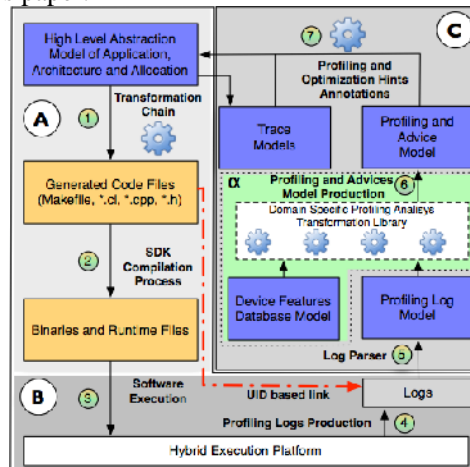 s paper.
High Level Abstraction
Model of Application,
Architecture and Allocation
A
1
Transformation
Chain
Generated Code Files
(Makefile, *.cl, *.cpp, *.h)
2
SDK
Compilation
Process
Binaries and Runtime Files
B
3
Software
Execution
Hybrid Execution Platform
C
7
Profiling and
Optimization Hints
Annotations
Trace
Models
Profiling and
Advice
Model
α
Profiling and Advices
Model Production
6
Domain Specific Profiling Analisys
Transformation Library
Device Features
Database Model
Profiling Log
Model
Log Parser
5
UID based link
Logs
Profiling Logs Production
4